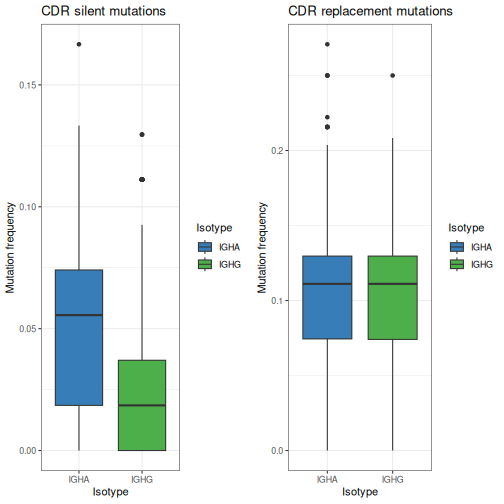 CDR silent mutations
Mutation frequency
0.15
0.10
0.05
0.00
IGHA
IGHG
Isotype
Isotype
IGHA
IGHG
CDR replacement mutations
Mutation frequency
0.2
0.1
0.0
IGHA
IGHG
Isotype
Isotype
IGHA
IGHG